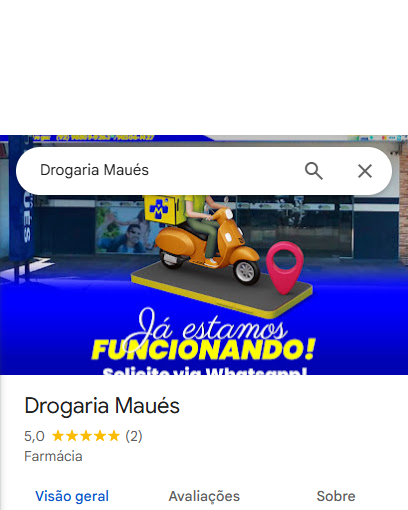 Drogaria Maués
Já estamos
FUNCIONANDO!
Solicite via Whatsapp!
Drogaria Maués
5,0 (2)
Farmácia
Visão geral Avaliações Sobre